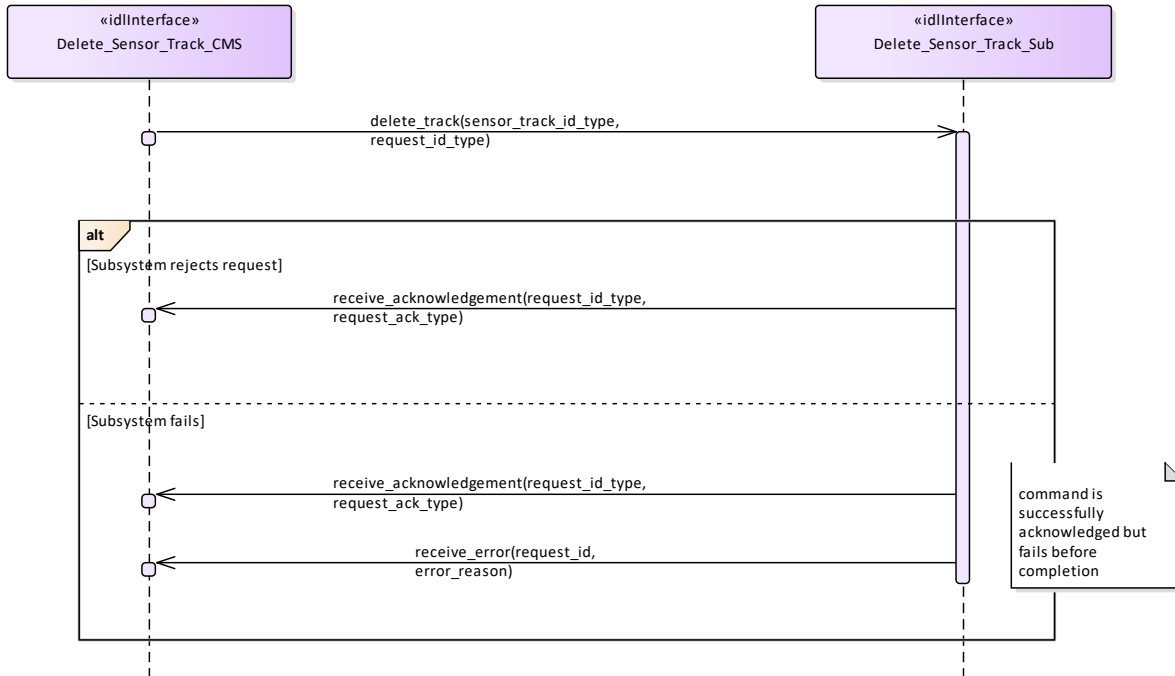 «idlInterface»
Delete_Sensor_Track_CMS
«idlInterface»
Delete_Sensor_Track_Sub
delete_track(sensor_track_id_type,
request_id_type)
alt
[Subsystem rejects request]
receive_acknowledgement(request_id_type,
request_ack_type)
[Subsystem fails]
receive_acknowledgement(request_id_type,
request_ack_type)
command is
successfully
acknowledged but
fails before
completion
receive_error(request_id,
error_reason)